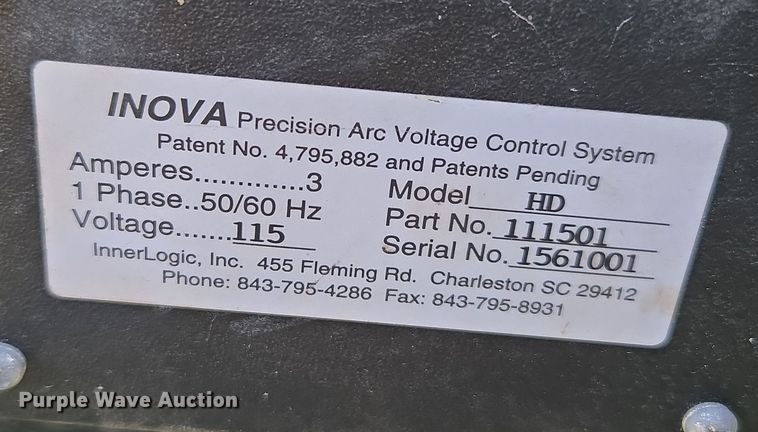 INOVA Precision Arc Voltage Control System
Patent No. 4,795,882 and Patents Pending
Amperes.............3
1 Phase..50/60 Hz
Voltage.......115
Model HD
Part No. 111501
Serial No. 1561001
InnerLogic, Inc. 455 Fleming Rd. Charleston SC 29412
Phone: 843-795-4286 Fax: 843-795-8931
Purple Wave Auction